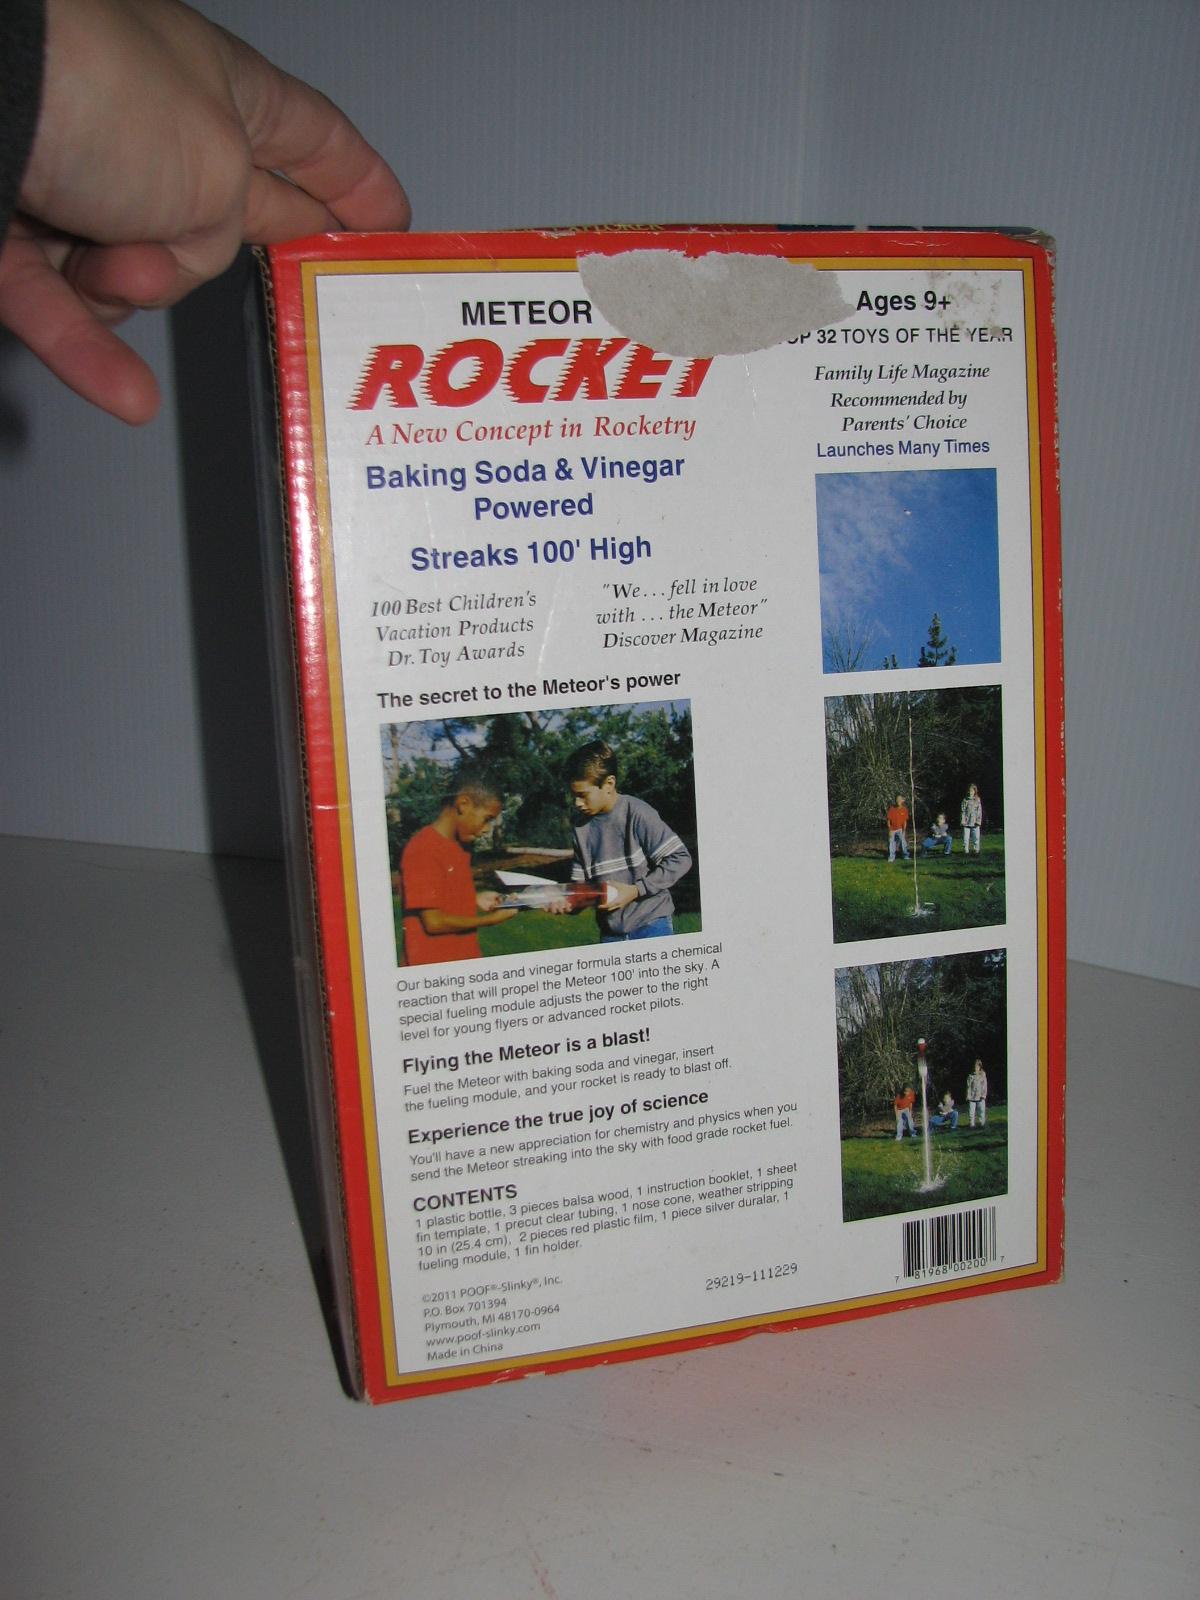 EXPLORER
METEOR
ROCKET
A New Concept in Rocketry
Baking Soda & Vinegar
Powered
Streaks 100' High
100 Best Children's
Vacation Products
Dr. Toy Awards
"We...fell in love
with ... the Meteor"
Discover Magazine
Ages 9+
32 TOYS OF THE YEAR
Family Life Magazine
Recommended by
Parents' Choice
Launches Many Times
The secret to the Meteor's power
Our baking soda and vinegar formula starts a chemical
reaction that will propel the Meteor 100' into the sky. A
special fueling module adjusts the power to the right
level for young flyers or advanced rocket pilots.
Flying the Meteor is a blast!
Fuel the Meteor with baking soda and vinegar, insert
the fueling module, and your rocket is ready to blast off.
Experience the true joy of science
You'll have a new appreciation for chemistry and physics when you
send the Meteor streaking into the sky with food grade rocket fuel.
CONTENTS
1 plastic bottle, 3 pieces balsa wood, 1 instruction booklet, 1 sheet
fin template, 1 precut clear tubing, 1 nose cone, weather stripping
10 in (25.4 cm), 2 pieces red plastic film, 1 piece silver duralar, 1
fueling module, 1 fin holder.
©2011 POOF®-Slinky®, Inc.
P.O. Box 701394
Plymouth, MI 48170-0964
www.poof-slinky.com
Made in China
29219-111229
7 81968 00200 7